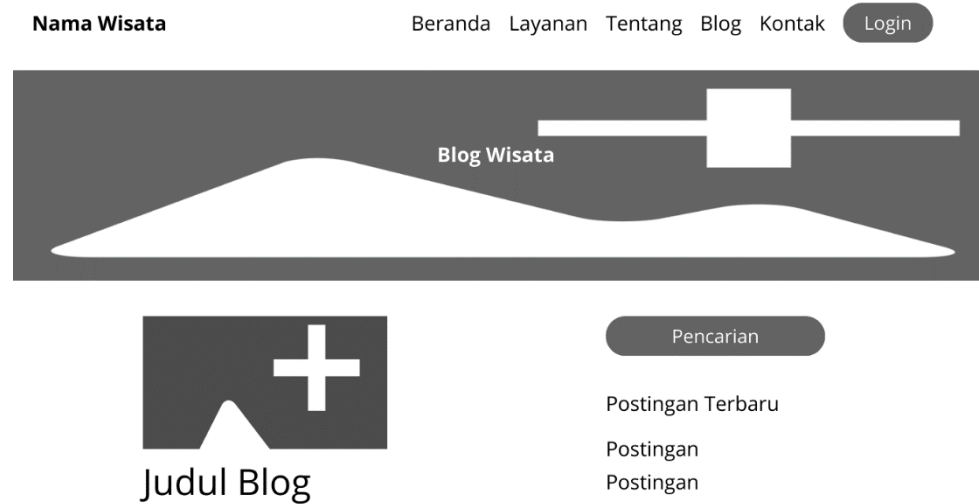 Nama Wisata
Beranda Layanan Tentang Blog Kontak Login
Blog Wisata
Judul Blog
Pencarian
Postingan Terbaru
Postingan
Postingan